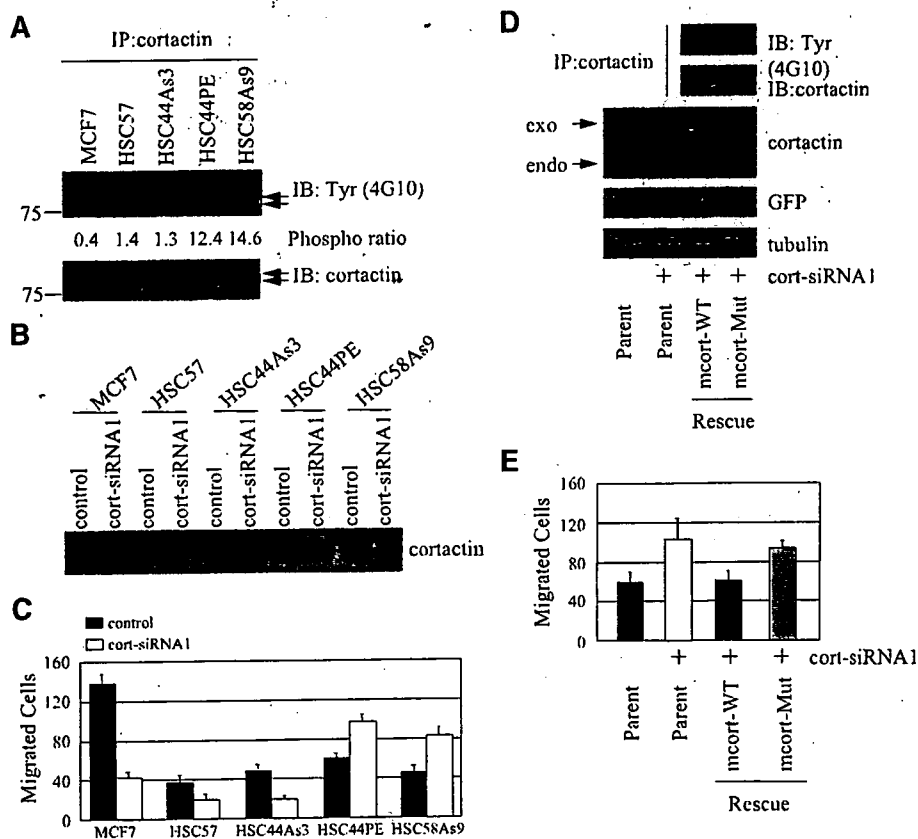 A
IP:cortactin :
MCF7
HSC57
HSC44As3
HSC44PE
HSC58As9
IB: Tyr (4G10)
75
0.4 1.4 1.3 12.4 14.6 Phospho ratio
IB: cortactin
75
B
MCF7
HSC57
HSC44As3
HSC44PE
HSC58As9
control
cort-siRNA1
control
cort-siRNA1
control
cort-siRNA1
control
cort-siRNA1
control
cort-siRNA1
cortactin
C
control
cort-siRNA1
Migrated Cells
160
120
80
40
0
MCF7 HSC57 HSC44As3 HSC44PE HSC58As9
D
IP:cortactin
IB: Tyr
(4G10)
IB:cortactin
exo
endo
cortactin
GFP
tubulin
+ + + cort-siRNA1
Parent
Parent
mcort-WT
mcort-Mut
Rescue
E
Migrated Cells
160
120
80
40
0
+ + + cort-siRNA1
Parent
Parent
mcort-WT
mcort-Mut
Rescue